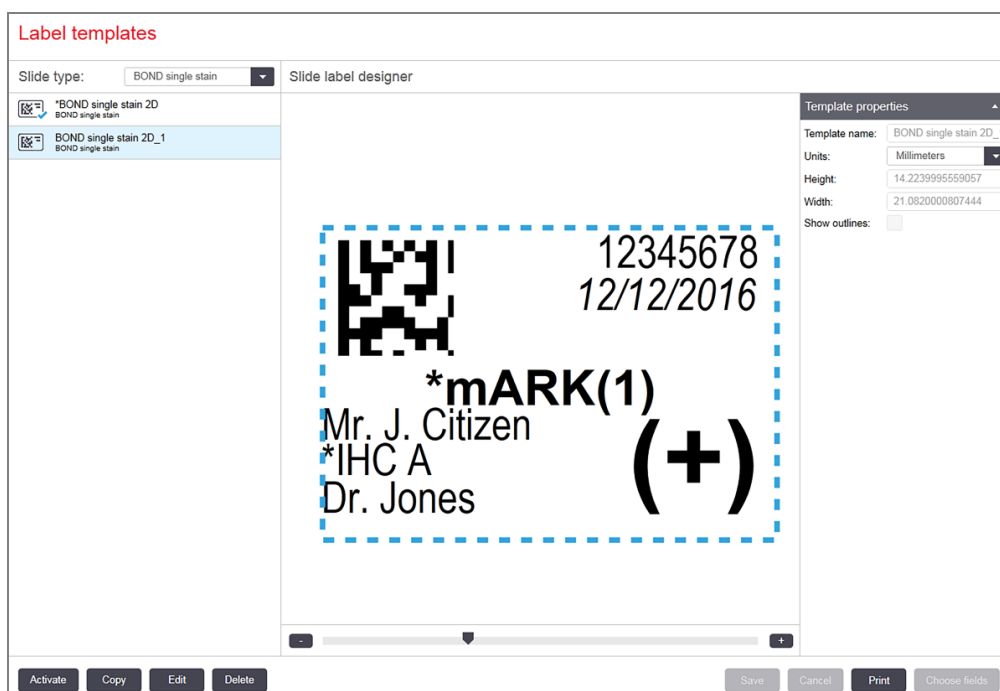 Label templates
Slide type: BOND single stain
Slide label designer
*BOND single stain 2D
BOND single stain
BOND single stain 2D_1
BOND single stain
Template properties
Template name: BOND single stain 2D_
Units: Millimeters
Height: 14.2239995559057
Width: 21.0820000807444
Show outlines:
12345678
12/12/2016
*mARK(1)
Mr. J. Citizen
*IHC A
Dr. Jones
(+)
- +
Activate Copy Edit Delete Save Cancel Print Choose fields